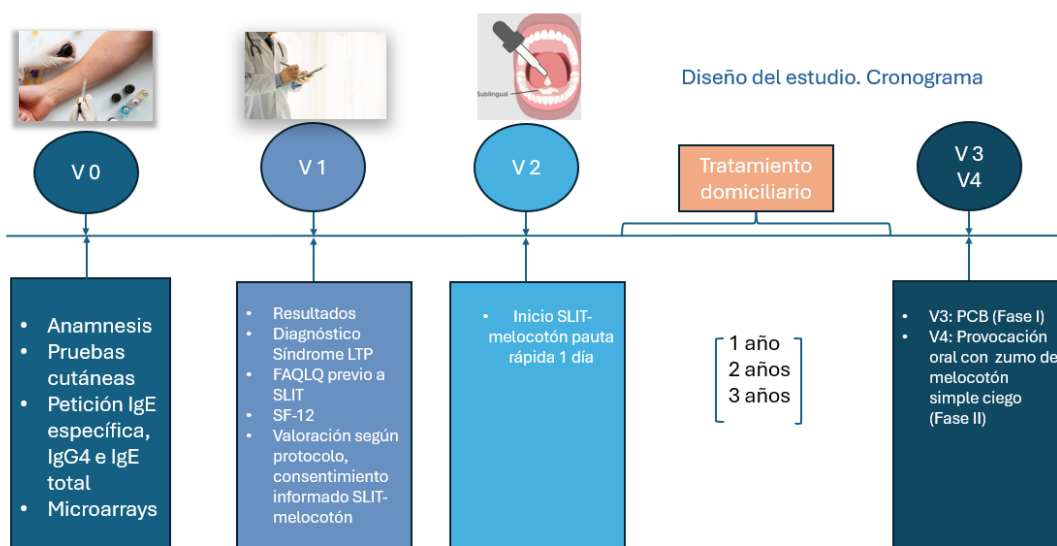 Sublingual
Diseño del estudio. Cronograma
V 0
V 1
V 2
Tratamiento
domiciliario
V 3
V4
• Anamnesis
• Pruebas
cutáneas
• Petición IgE
específica,
IgG4 e IgE
total
• Microarrays
• Resultados
• Diagnóstico
Síndrome LTP
• FAQLQ previo a
SLIT
• SF-12
• Valoración según
protocolo,
consentimiento
informado SLIT-
melocotón
• Inicio SLIT-
melocotón pauta
rápida 1 día
1 año
2 años
3 años
• V3: PCB (Fase I)
• V4: Provocación
oral con zumo de
melocotón
simple ciego
(Fase II)